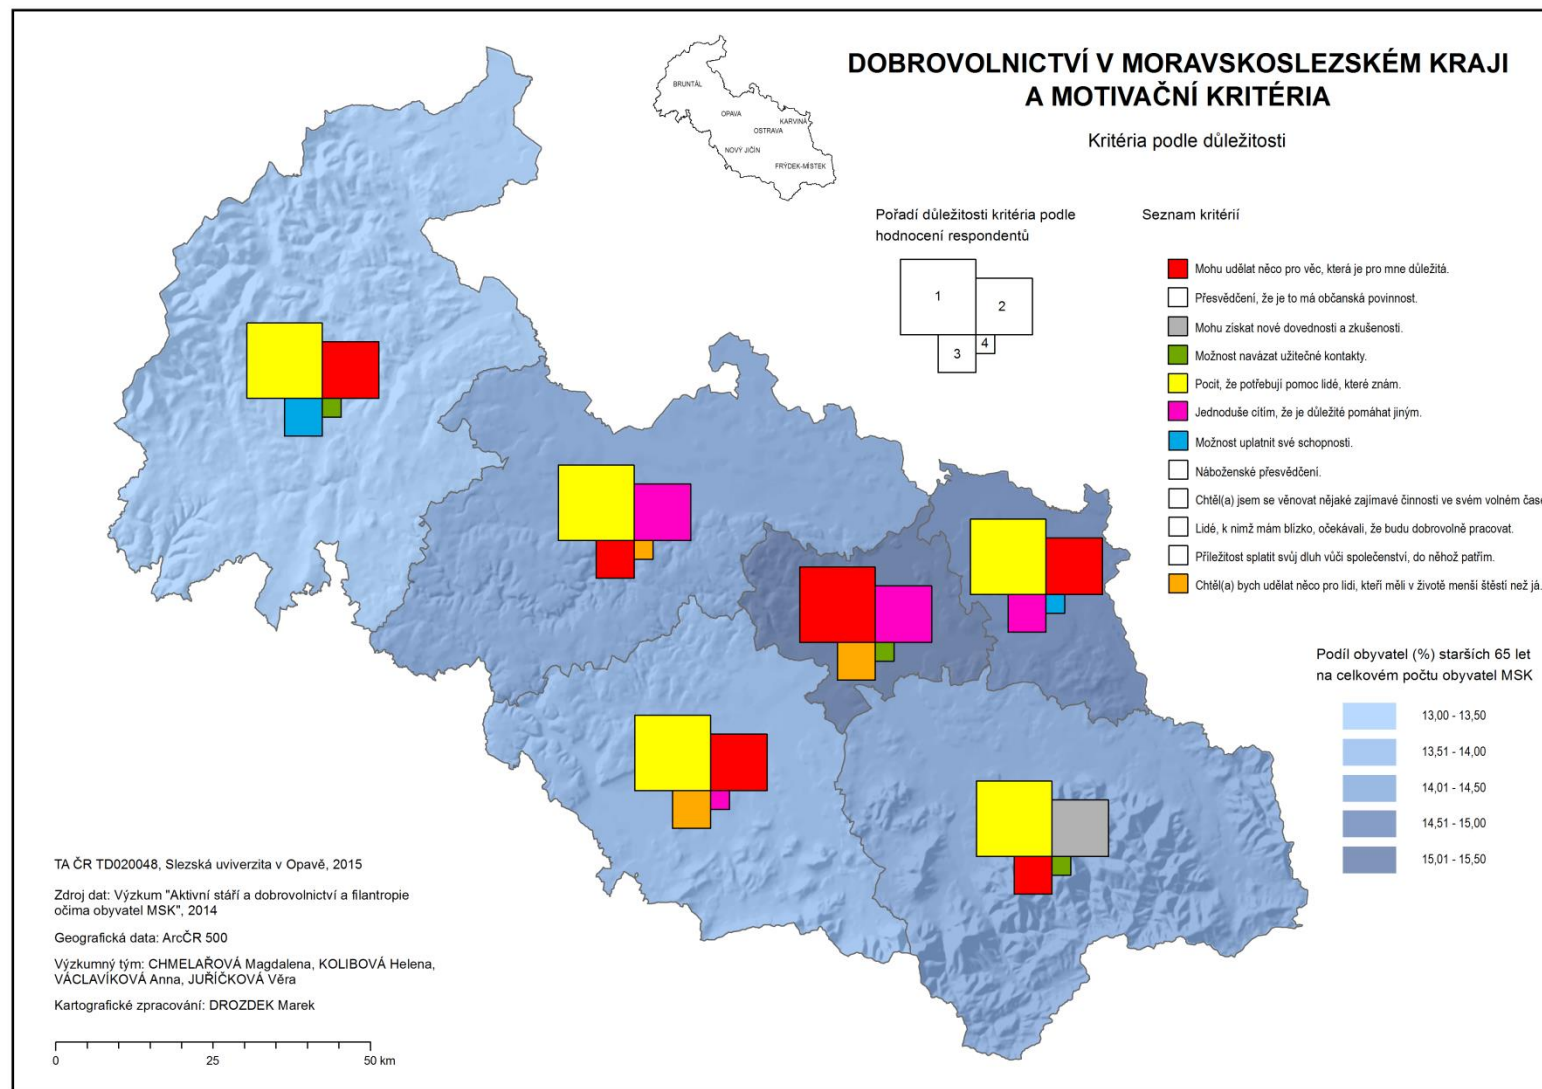 DOBROVOLNICTVÍ V MORAVSKOSLEZSKÉM KRAJI
A MOTIVAČNÍ KRITÉRIA
Kritéria podle důležitosti
BRUNTÁL
OPAVA
KARVINÁ
OSTRAVA
NOVÝ JIČÍN
FRÝDEK-MÍSTEK
Pořadí důležitosti kritéria podle
hodnocení respondentů
1
2
3
4
Seznam kritérií
Mohu udělat něco pro věc, která je pro mne důležitá.
Přesvědčení, že je to má občanská povinnost.
Mohu získat nové dovednosti a zkušenosti.
Možnost navázat užitečné kontakty.
Pocit, že potřebují pomoc lidé, které znám.
Jednoduše cítím, že je důležité pomáhat jiným.
Možnost uplatnit své schopnosti.
Náboženské přesvědčení.
Chtěl(a) jsem se věnovat nějaké zajímavé činnosti ve svém volném čase
Lidé, k nimž mám blízko, očekávali, že budu dobrovolně pracovat.
Příležitost splatit svůj dluh vůči společenství, do něhož patřím.
Chtěl(a) bych udělat něco pro lidi, kteří měli v životě menší štěstí než já.
Podíl obyvatel (%) starších 65 let
na celkovém počtu obyvatel MSK
13,00 - 13,50
13,51 - 14,00
14,01 - 14,50
14,51 - 15,00
15,01 - 15,50
TA ČR TD020048, Slezská uviverzita v Opavě, 2015
Zdroj dat: Výzkum "Aktivní stáří a dobrovolnictví a filantropie
očima obyvatel MSK", 2014
Geografická data: ArcČR 500
Výzkumný tým: CHMELAŘOVÁ Magdalena, KOLIBOVÁ Helena,
VÁCLAVÍKOVÁ Anna, JUŘÍČKOVÁ Věra
Kartografické zpracování: DROZDEK Marek
0 25 50 km